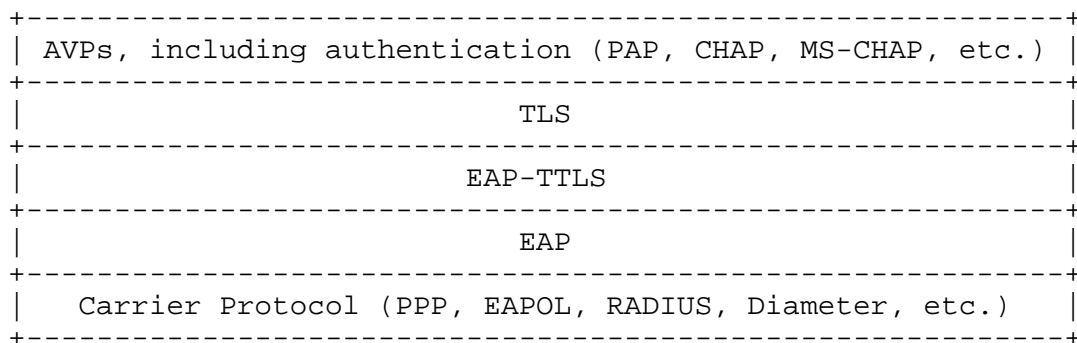 AVPs, including authentication (PAP, CHAP, MS-CHAP, etc.)
TLS
EAP-TTLS
EAP
Carrier Protocol (PPP, EAPOL, RADIUS, Diameter, etc.)